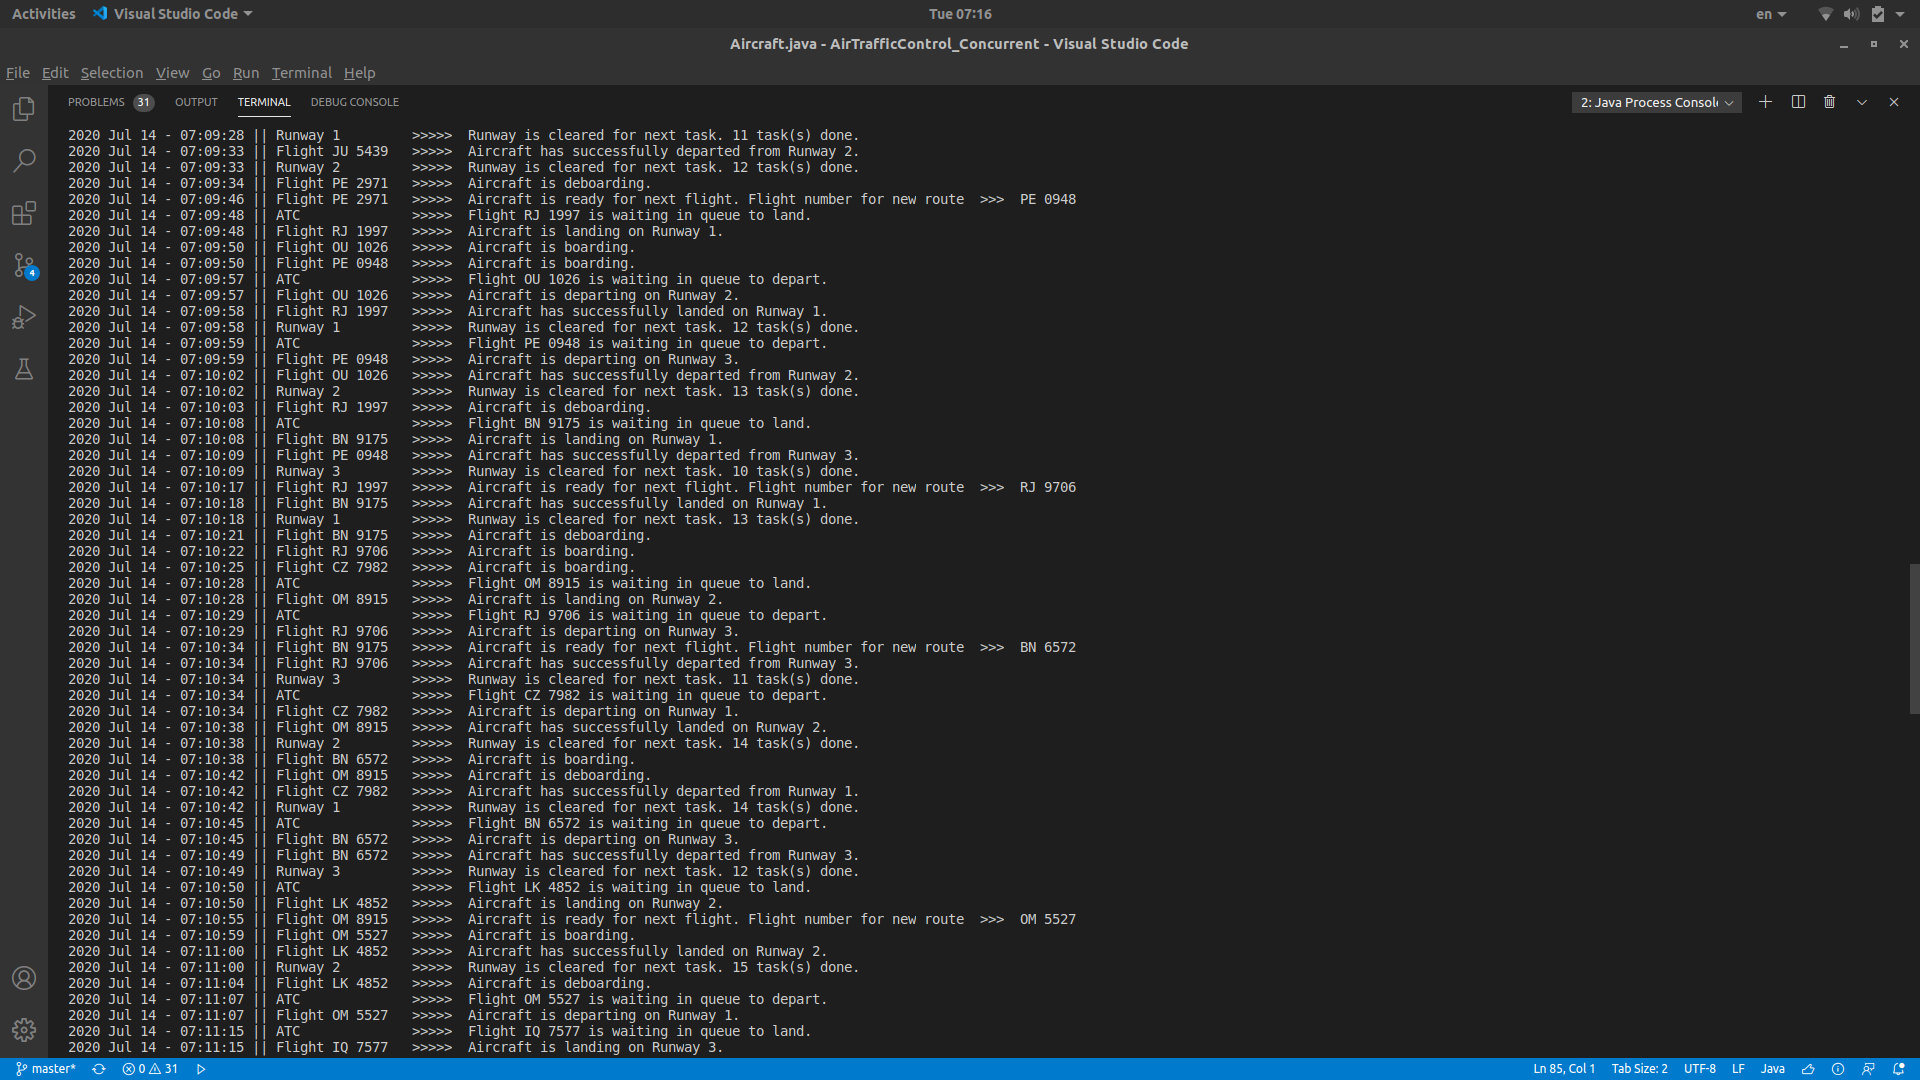 Activities Visual Studio Code Tue 07:16 en
Aircraft.java - AirTrafficControl_Concurrent - Visual Studio Code
File Edit Selection View Go Run Terminal Help
PROBLEMS 31 OUTPUT TERMINAL DEBUG CONSOLE 2: Java Process Console
2020 Jul 14 - 07:09:28 || Runway 1 >>>>> Runway is cleared for next task. 11 task(s) done.
2020 Jul 14 - 07:09:33 || Flight JU 5439 >>>>> Aircraft has successfully departed from Runway 2.
2020 Jul 14 - 07:09:33 || Runway 2 >>>>> Runway is cleared for next task. 12 task(s) done.
2020 Jul 14 - 07:09:34 || Flight PE 2971 >>>>> Aircraft is deboarding.
2020 Jul 14 - 07:09:46 || Flight PE 2971 >>>>> Aircraft is ready for next flight. Flight number for new route >>> PE 0948
2020 Jul 14 - 07:09:48 || ATC >>>>> Flight RJ 1997 is waiting in queue to land.
2020 Jul 14 - 07:09:48 || Flight RJ 1997 >>>>> Aircraft is landing on Runway 1.
2020 Jul 14 - 07:09:50 || Flight OU 1026 >>>>> Aircraft is boarding.
2020 Jul 14 - 07:09:50 || Flight PE 0948 >>>>> Aircraft is boarding.
2020 Jul 14 - 07:09:57 || ATC >>>>> Flight OU 1026 is waiting in queue to depart.
2020 Jul 14 - 07:09:57 || Flight OU 1026 >>>>> Aircraft is departing on Runway 2.
2020 Jul 14 - 07:09:58 || Flight RJ 1997 >>>>> Aircraft has successfully landed on Runway 1.
2020 Jul 14 - 07:09:58 || Runway 1 >>>>> Runway is cleared for next task. 12 task(s) done.
2020 Jul 14 - 07:09:59 || ATC >>>>> Flight PE 0948 is waiting in queue to depart.
2020 Jul 14 - 07:09:59 || Flight PE 0948 >>>>> Aircraft is departing on Runway 3.
2020 Jul 14 - 07:10:02 || Flight OU 1026 >>>>> Aircraft has successfully departed from Runway 2.
2020 Jul 14 - 07:10:02 || Runway 2 >>>>> Runway is cleared for next task. 13 task(s) done.
2020 Jul 14 - 07:10:03 || Flight RJ 1997 >>>>> Aircraft is deboarding.
2020 Jul 14 - 07:10:08 || ATC >>>>> Flight BN 9175 is waiting in queue to land.
2020 Jul 14 - 07:10:08 || Flight BN 9175 >>>>> Aircraft is landing on Runway 1.
2020 Jul 14 - 07:10:09 || Flight PE 0948 >>>>> Aircraft has successfully departed from Runway 3.
2020 Jul 14 - 07:10:09 || Runway 3 >>>>> Runway is cleared for next task. 10 task(s) done.
2020 Jul 14 - 07:10:17 || Flight RJ 1997 >>>>> Aircraft is ready for next flight. Flight number for new route >>> RJ 9706
2020 Jul 14 - 07:10:18 || Flight BN 9175 >>>>> Aircraft has successfully landed on Runway 1.
2020 Jul 14 - 07:10:18 || Runway 1 >>>>> Runway is cleared for next task. 13 task(s) done.
2020 Jul 14 - 07:10:21 || Flight BN 9175 >>>>> Aircraft is deboarding.
2020 Jul 14 - 07:10:22 || Flight RJ 9706 >>>>> Aircraft is boarding.
2020 Jul 14 - 07:10:25 || Flight CZ 7982 >>>>> Aircraft is boarding.
2020 Jul 14 - 07:10:28 || ATC >>>>> Flight OM 8915 is waiting in queue to land.
2020 Jul 14 - 07:10:28 || Flight OM 8915 >>>>> Aircraft is landing on Runway 2.
2020 Jul 14 - 07:10:29 || ATC >>>>> Flight RJ 9706 is waiting in queue to depart.
2020 Jul 14 - 07:10:29 || Flight RJ 9706 >>>>> Aircraft is departing on Runway 3.
2020 Jul 14 - 07:10:34 || Flight BN 9175 >>>>> Aircraft is ready for next flight. Flight number for new route >>> BN 6572
2020 Jul 14 - 07:10:34 || Flight RJ 9706 >>>>> Aircraft has successfully departed from Runway 3.
2020 Jul 14 - 07:10:34 || Runway 3 >>>>> Runway is cleared for next task. 11 task(s) done.
2020 Jul 14 - 07:10:34 || ATC >>>>> Flight CZ 7982 is waiting in queue to depart.
2020 Jul 14 - 07:10:34 || Flight CZ 7982 >>>>> Aircraft is departing on Runway 1.
2020 Jul 14 - 07:10:38 || Flight OM 8915 >>>>> Aircraft has successfully landed on Runway 2.
2020 Jul 14 - 07:10:38 || Runway 2 >>>>> Runway is cleared for next task. 14 task(s) done.
2020 Jul 14 - 07:10:38 || Flight BN 6572 >>>>> Aircraft is boarding.
2020 Jul 14 - 07:10:42 || Flight OM 8915 >>>>> Aircraft is deboarding.
2020 Jul 14 - 07:10:42 || Flight CZ 7982 >>>>> Aircraft has successfully departed from Runway 1.
2020 Jul 14 - 07:10:42 || Runway 1 >>>>> Runway is cleared for next task. 14 task(s) done.
2020 Jul 14 - 07:10:45 || ATC >>>>> Flight BN 6572 is waiting in queue to depart.
2020 Jul 14 - 07:10:45 || Flight BN 6572 >>>>> Aircraft is departing on Runway 3.
2020 Jul 14 - 07:10:49 || Flight BN 6572 >>>>> Aircraft has successfully departed from Runway 3.
2020 Jul 14 - 07:10:49 || Runway 3 >>>>> Runway is cleared for next task. 12 task(s) done.
2020 Jul 14 - 07:10:50 || ATC >>>>> Flight LK 4852 is waiting in queue to land.
2020 Jul 14 - 07:10:50 || Flight LK 4852 >>>>> Aircraft is landing on Runway 2.
2020 Jul 14 - 07:10:55 || Flight OM 8915 >>>>> Aircraft is ready for next flight. Flight number for new route >>> OM 5527
2020 Jul 14 - 07:10:59 || Flight OM 5527 >>>>> Aircraft is boarding.
2020 Jul 14 - 07:11:00 || Flight LK 4852 >>>>> Aircraft has successfully landed on Runway 2.
2020 Jul 14 - 07:11:00 || Runway 2 >>>>> Runway is cleared for next task. 15 task(s) done.
2020 Jul 14 - 07:11:04 || Flight LK 4852 >>>>> Aircraft is deboarding.
2020 Jul 14 - 07:11:07 || ATC >>>>> Flight OM 5527 is waiting in queue to depart.
2020 Jul 14 - 07:11:07 || Flight OM 5527 >>>>> Aircraft is departing on Runway 1.
2020 Jul 14 - 07:11:15 || ATC >>>>> Flight IQ 7577 is waiting in queue to land.
2020 Jul 14 - 07:11:15 || Flight IQ 7577 >>>>> Aircraft is landing on Runway 3.
4
master* 0 31 Ln 85, Col 1 Tab Size: 2 UTF-8 LF Java